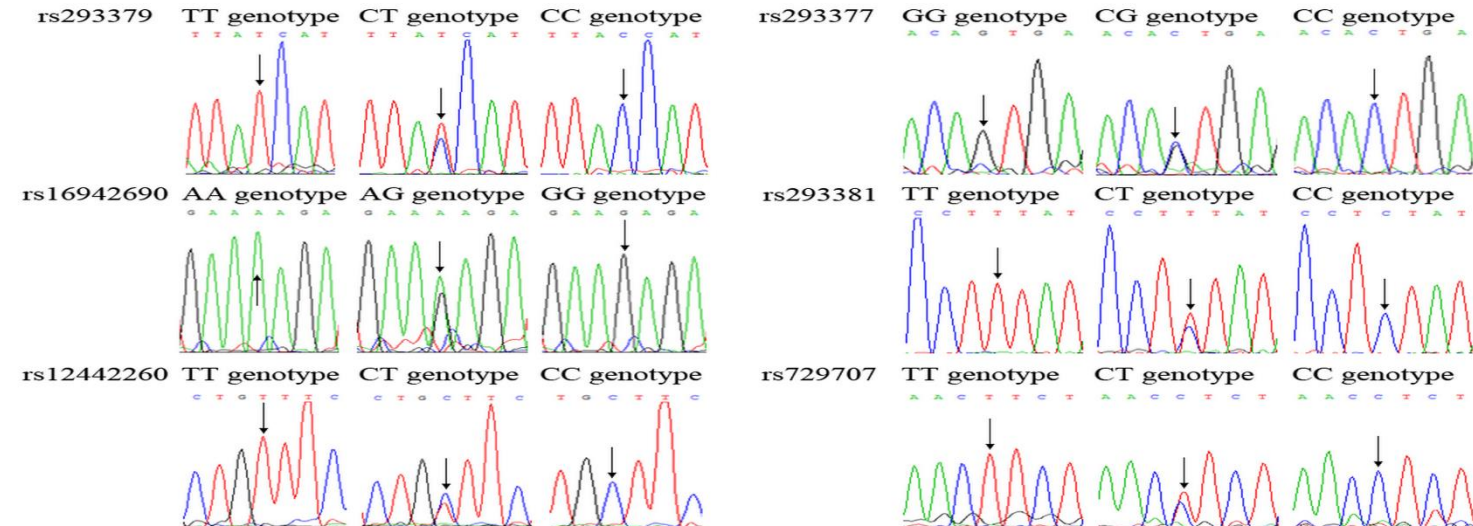 rs293379 TT genotype CT genotype CC genotype rs293377 GG genotype CG genotype CC genotype
T T A T C A T T T A T C A T T T A C C A T A C A G T G A A C A C T G A A C A C T G A
rs16942690 AA genotype AG genotype GG genotype rs293381 TT genotype CT genotype CC genotype
G A A A A G A G A A A A G A G A A G A G A C C T T T A T C C T T T A T C C T C T A T
rs12442260 TT genotype CT genotype CC genotype rs729707 TT genotype CT genotype CC genotype
C T G T T T C C T G C T T C T G C T T C A A C T T C T A A C C T C T A A C C T C T